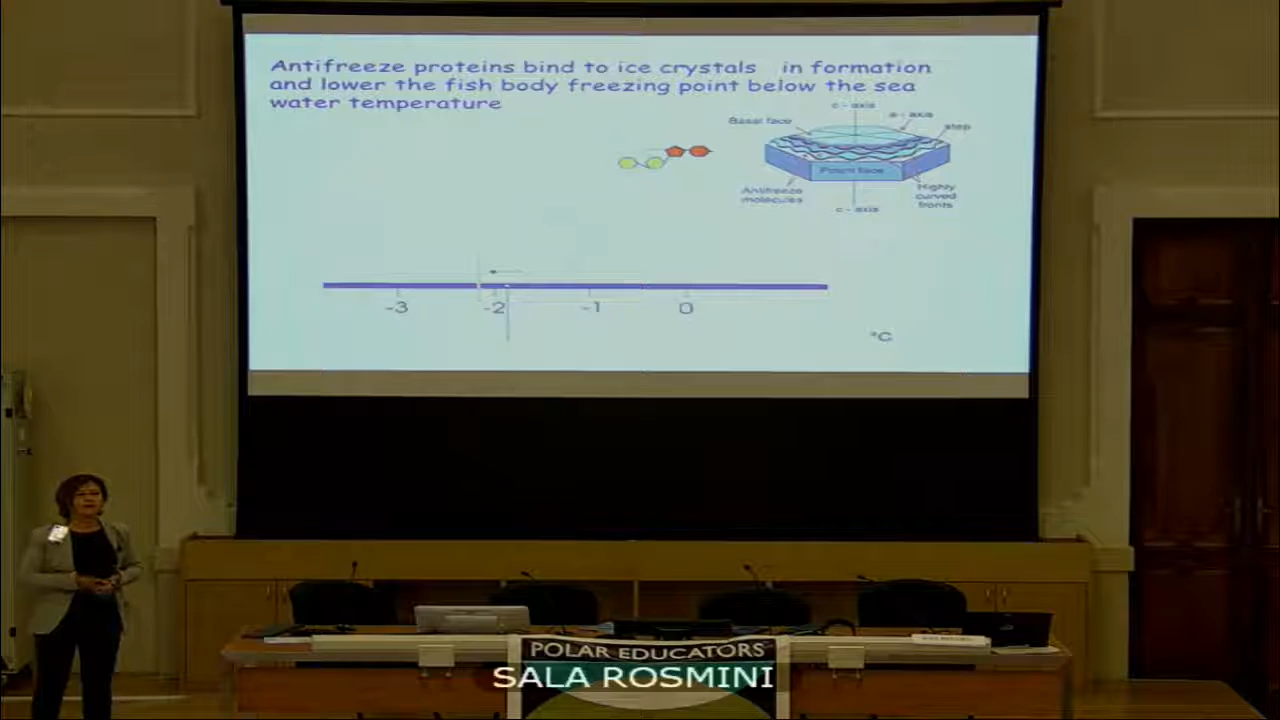 Antifreeze proteins bind to ice crystals in formation
and lower the fish body freezing point below the sea
water temperature
c - axis
a - axis
Basal face
step
Antifreeze
molecules
Highly
curved
fronts
c - axis
-3 -2 -1 0
°C
POLAR EDUCATORS
SALA ROSMINI